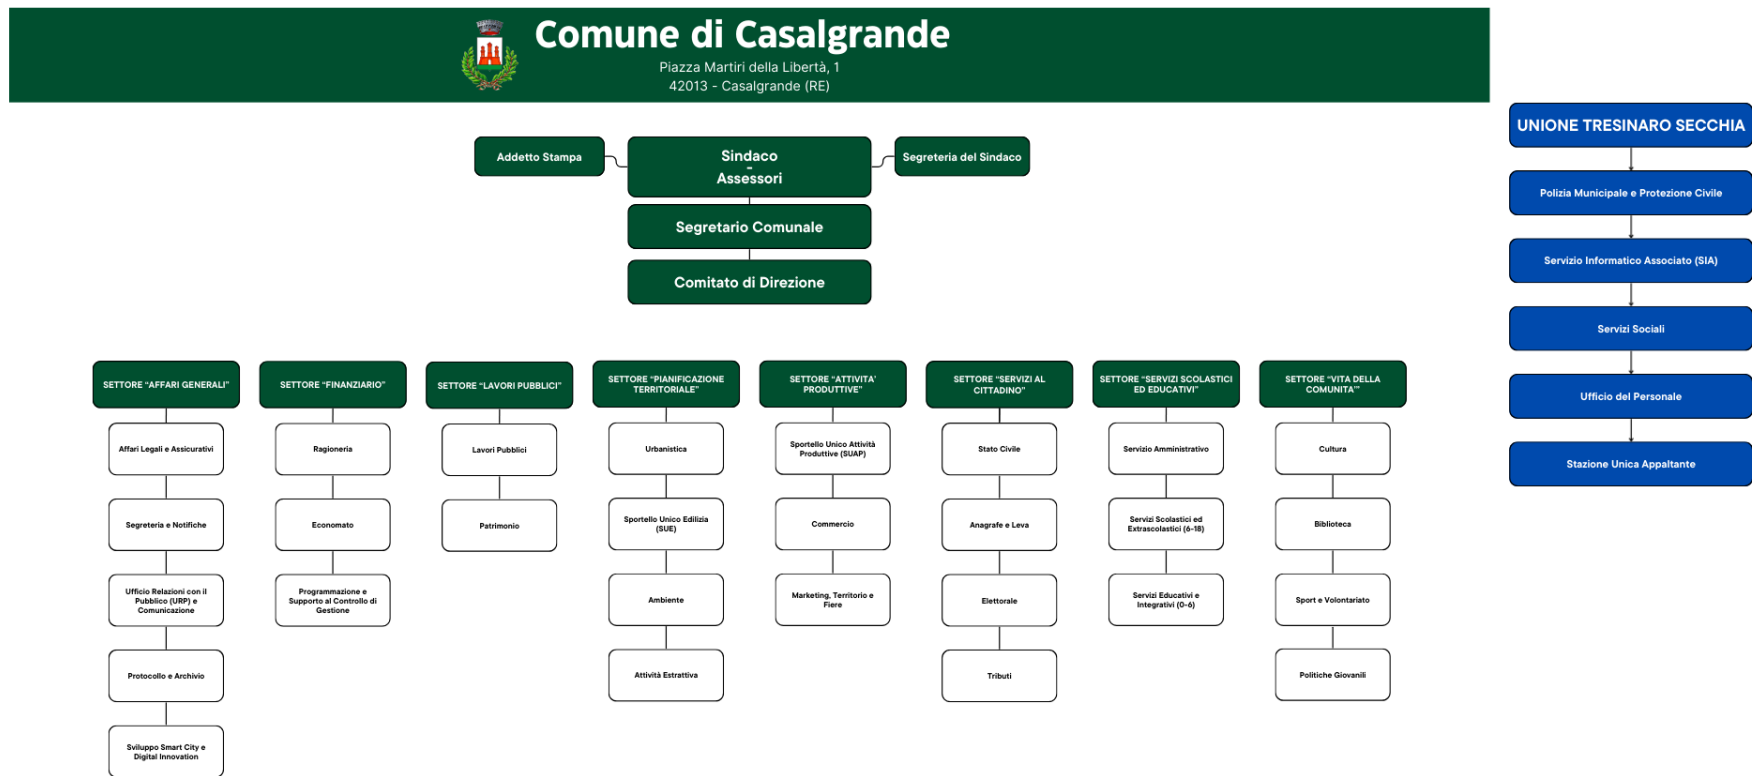 Comune di Casalgrande
Piazza Martiri della Libertà, 1
42013 - Casalgrande (RE)
Addetto Stampa
Sindaco
-
Assessori
Segreteria del Sindaco
Segretario Comunale
Comitato di Direzione
SETTORE “AFFARI GENERALI”
Affari Legali e Assicurativi
Segreteria e Notifiche
Ufficio Relazioni con il
Pubblico (URP) e
Comunicazione
Protocollo e Archivio
Sviluppo Smart City e
Digital Innovation
SETTORE “FINANZIARIO”
Ragioneria
Economato
Programmazione e
Supporto al Controllo di
Gestione
SETTORE “LAVORI PUBBLICI”
Lavori Pubblici
Patrimonio
SETTORE “PIANIFICAZIONE
TERRITORIALE”
Urbanistica
Sportello Unico Edilizia
(SUE)
Ambiente
Attività Estrattiva
SETTORE “ATTIVITA’
PRODUTTIVE”
Sportello Unico Attività
Produttive (SUAP)
Commercio
Marketing, Territorio e
Fiere
SETTORE “SERVIZI AL
CITTADINO”
Stato Civile
Anagrafe e Leva
Elettorale
Tributi
SETTORE “SERVIZI SCOLASTICI
ED EDUCATIVI”
Servizio Amministrativo
Servizi Scolastici ed
Extrascolastici (6-18)
Servizi Educativi e
Integrativi (0-6)
SETTORE “VITA DELLA
COMUNITA’”
Cultura
Biblioteca
Sport e Volontariato
Politiche Giovanili
UNIONE TRESINARO SECCHIA
Polizia Municipale e Protezione Civile
Servizio Informatico Associato (SIA)
Servizi Sociali
Ufficio del Personale
Stazione Unica Appaltante